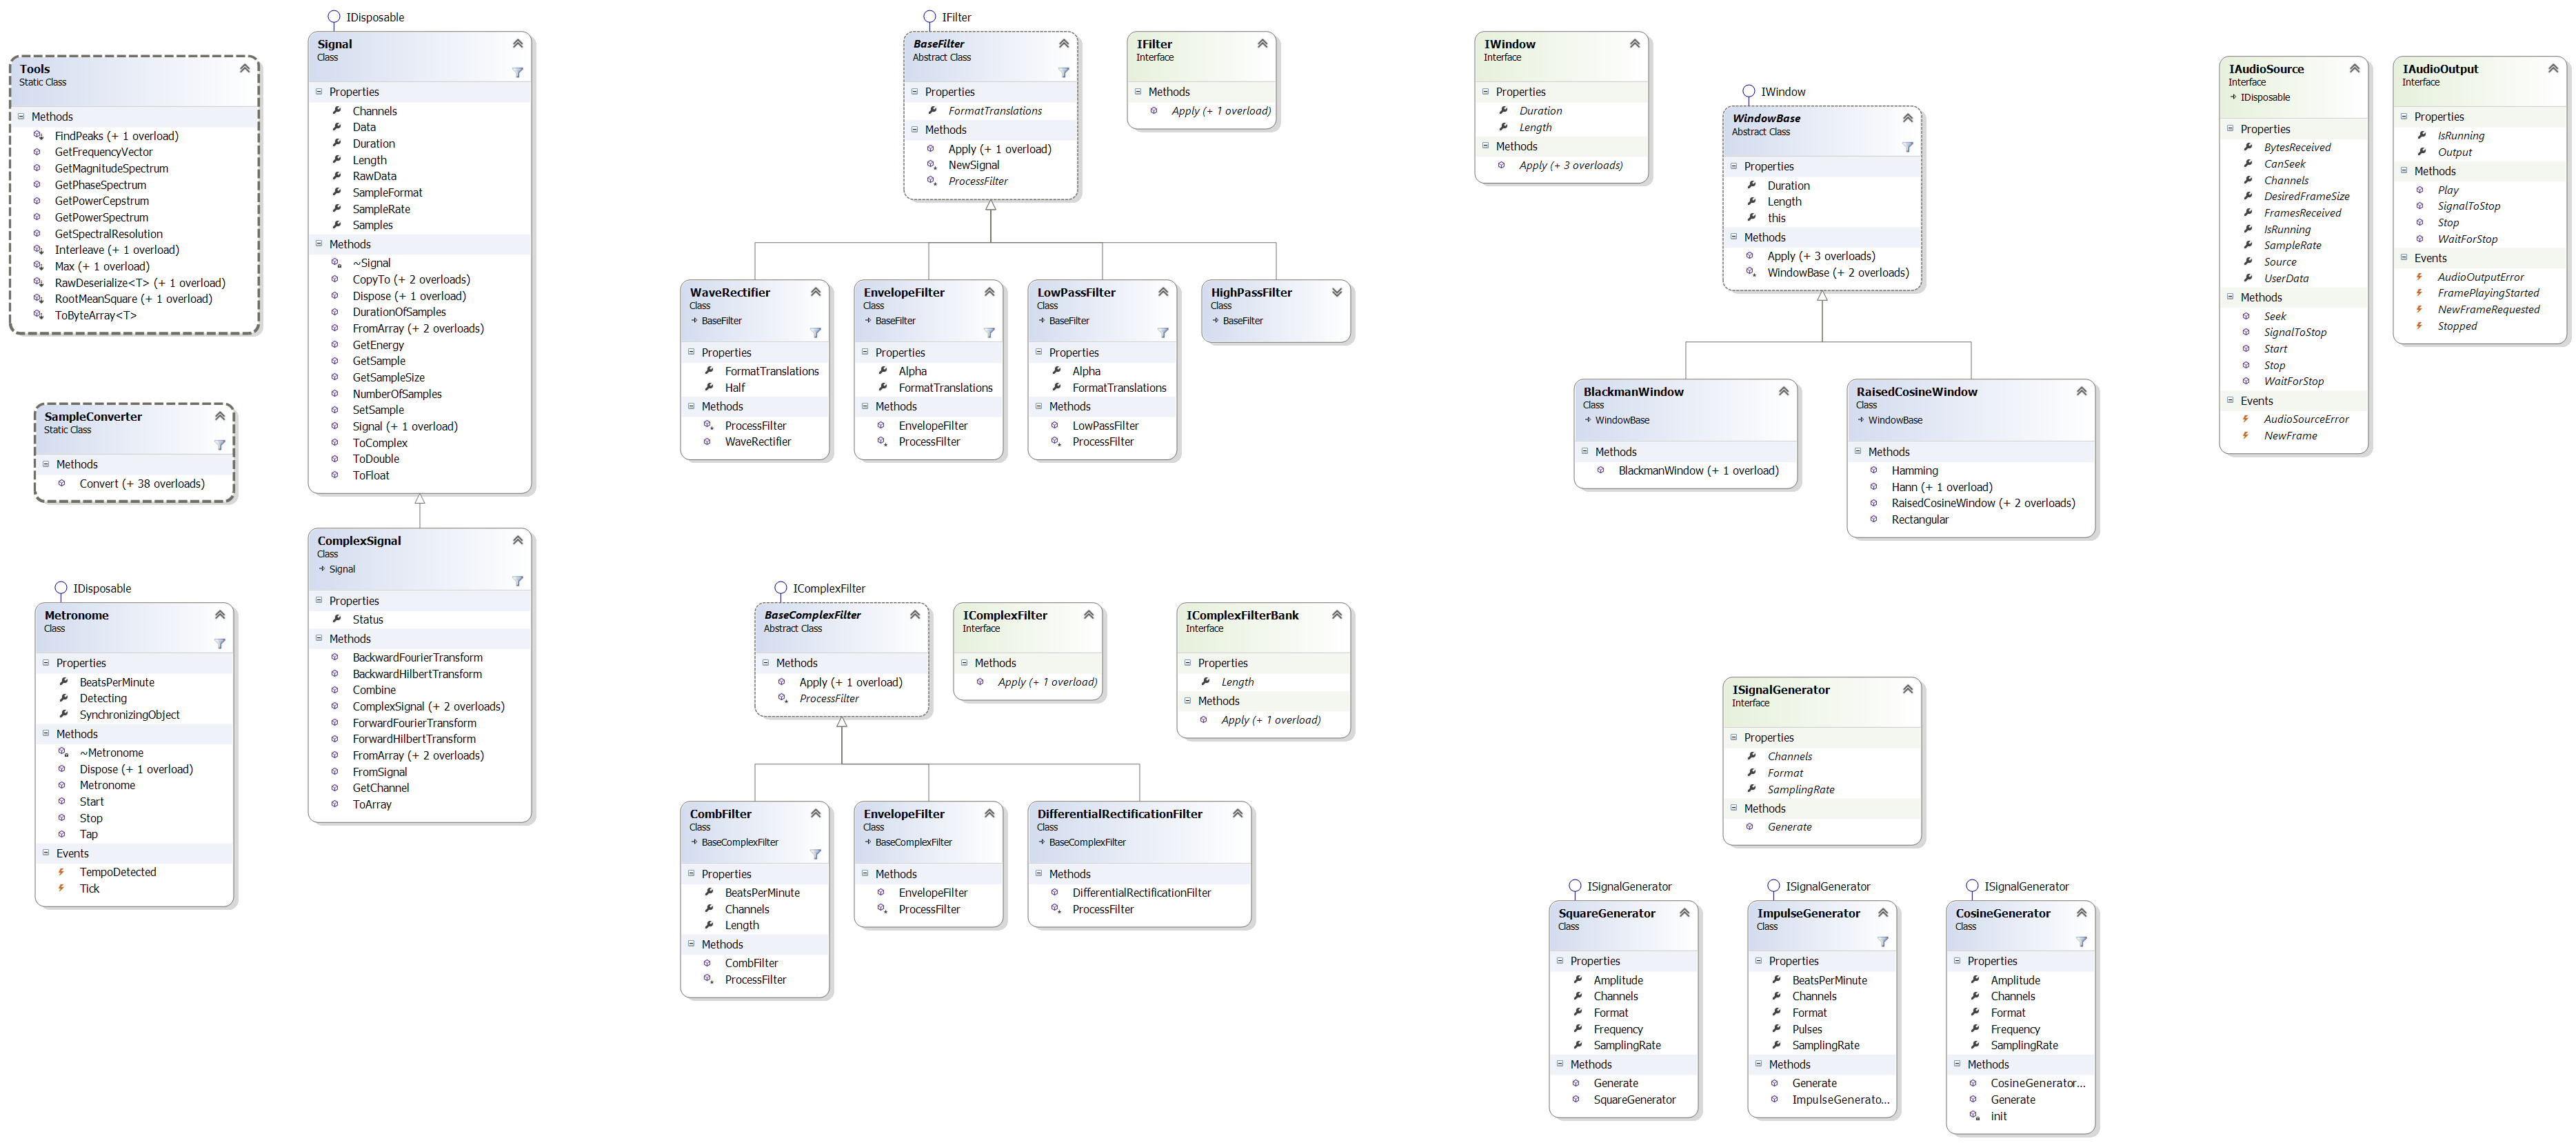 Tools
Static Class
Methods
FindPeaks (+ 1 overload)
GetFrequencyVector
GetMagnitudeSpectrum
GetPhaseSpectrum
GetPowerCepstrum
GetPowerSpectrum
GetSpectralResolution
Interleave (+ 1 overload)
Max (+ 1 overload)
RawDeserialize<T> (+ 1 overload)
RootMeanSquare (+ 1 overload)
ToByteArray<T>
SampleConverter
Static Class
Methods
Convert (+ 38 overloads)
IDisposable
Metronome
Class
Properties
BeatsPerMinute
Detecting
SynchronizingObject
Methods
~Metronome
Dispose (+ 1 overload)
Metronome
Start
Stop
Tap
Events
TempoDetected
Tick
IDisposable
Signal
Class
Properties
Channels
Data
Duration
Length
RawData
SampleFormat
SampleRate
Samples
Methods
~Signal
CopyTo (+ 2 overloads)
Dispose (+ 1 overload)
DurationOfSamples
FromArray (+ 2 overloads)
GetEnergy
GetSample
GetSampleSize
NumberOfSamples
SetSample
Signal (+ 1 overload)
ToComplex
ToDouble
ToFloat
ComplexSignal
Class
Signal
Properties
Status
Methods
BackwardFourierTransform
BackwardHilbertTransform
Combine
ComplexSignal (+ 2 overloads)
ForwardFourierTransform
ForwardHilbertTransform
FromArray (+ 2 overloads)
FromSignal
GetChannel
ToArray
IFilter
BaseFilter
Abstract Class
Properties
FormatTranslations
Methods
Apply (+ 1 overload)
NewSignal
ProcessFilter
IFilter
Interface
Methods
Apply (+ 1 overload)
WaveRectifier
Class
BaseFilter
Properties
FormatTranslations
Half
Methods
ProcessFilter
WaveRectifier
EnvelopeFilter
Class
BaseFilter
Properties
Alpha
FormatTranslations
Methods
EnvelopeFilter
ProcessFilter
LowPassFilter
Class
BaseFilter
Properties
Alpha
FormatTranslations
Methods
LowPassFilter
ProcessFilter
HighPassFilter
Class
BaseFilter
IComplexFilter
BaseComplexFilter
Abstract Class
Methods
Apply (+ 1 overload)
ProcessFilter
IComplexFilter
Interface
Methods
Apply (+ 1 overload)
IComplexFilterBank
Interface
Properties
Length
Methods
Apply (+ 1 overload)
CombFilter
Class
BaseComplexFilter
Properties
BeatsPerMinute
Channels
Length
Methods
CombFilter
ProcessFilter
EnvelopeFilter
Class
BaseComplexFilter
Methods
EnvelopeFilter
ProcessFilter
DifferentialRectificationFilter
Class
BaseComplexFilter
Methods
DifferentialRectificationFilter
ProcessFilter
IWindow
Interface
Properties
Duration
Length
Methods
Apply (+ 3 overloads)
IWindow
WindowBase
Abstract Class
Properties
Duration
Length
this
Methods
Apply (+ 3 overloads)
WindowBase (+ 2 overloads)
BlackmanWindow
Class
WindowBase
Methods
BlackmanWindow (+ 1 overload)
RaisedCosineWindow
Class
WindowBase
Methods
Hamming
Hann (+ 1 overload)
RaisedCosineWindow (+ 2 overloads)
Rectangular
ISignalGenerator
Interface
Properties
Channels
Format
SamplingRate
Methods
Generate
ISignalGenerator
SquareGenerator
Class
Properties
Amplitude
Channels
Format
Frequency
SamplingRate
Methods
Generate
SquareGenerator
ISignalGenerator
ImpulseGenerator
Class
Properties
BeatsPerMinute
Channels
Format
Pulses
SamplingRate
Methods
Generate
ImpulseGenerato...
ISignalGenerator
CosineGenerator
Class
Properties
Amplitude
Channels
Format
Frequency
SamplingRate
Methods
CosineGenerator...
Generate
init
IAudioSource
Interface
IDisposable
Properties
BytesReceived
CanSeek
Channels
DesiredFrameSize
FramesReceived
IsRunning
SampleRate
Source
UserData
Methods
Seek
SignalToStop
Start
Stop
WaitForStop
Events
AudioSourceError
NewFrame
IAudioOutput
Interface
Properties
IsRunning
Output
Methods
Play
SignalToStop
Stop
WaitForStop
Events
AudioOutputError
FramePlayingStarted
NewFrameRequested
Stopped